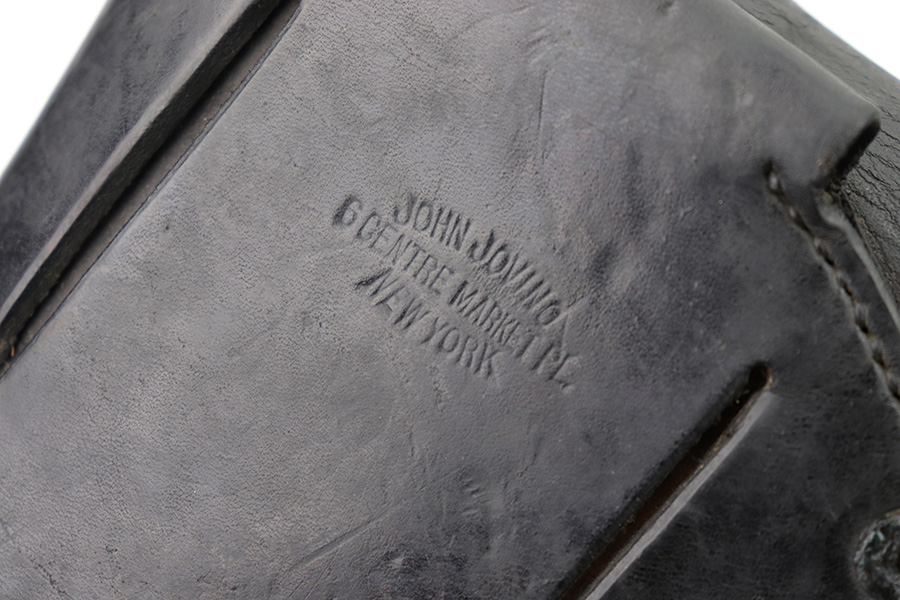 JOHN JOVINO
6 CENTRE MARKET PL.
NEW YORK